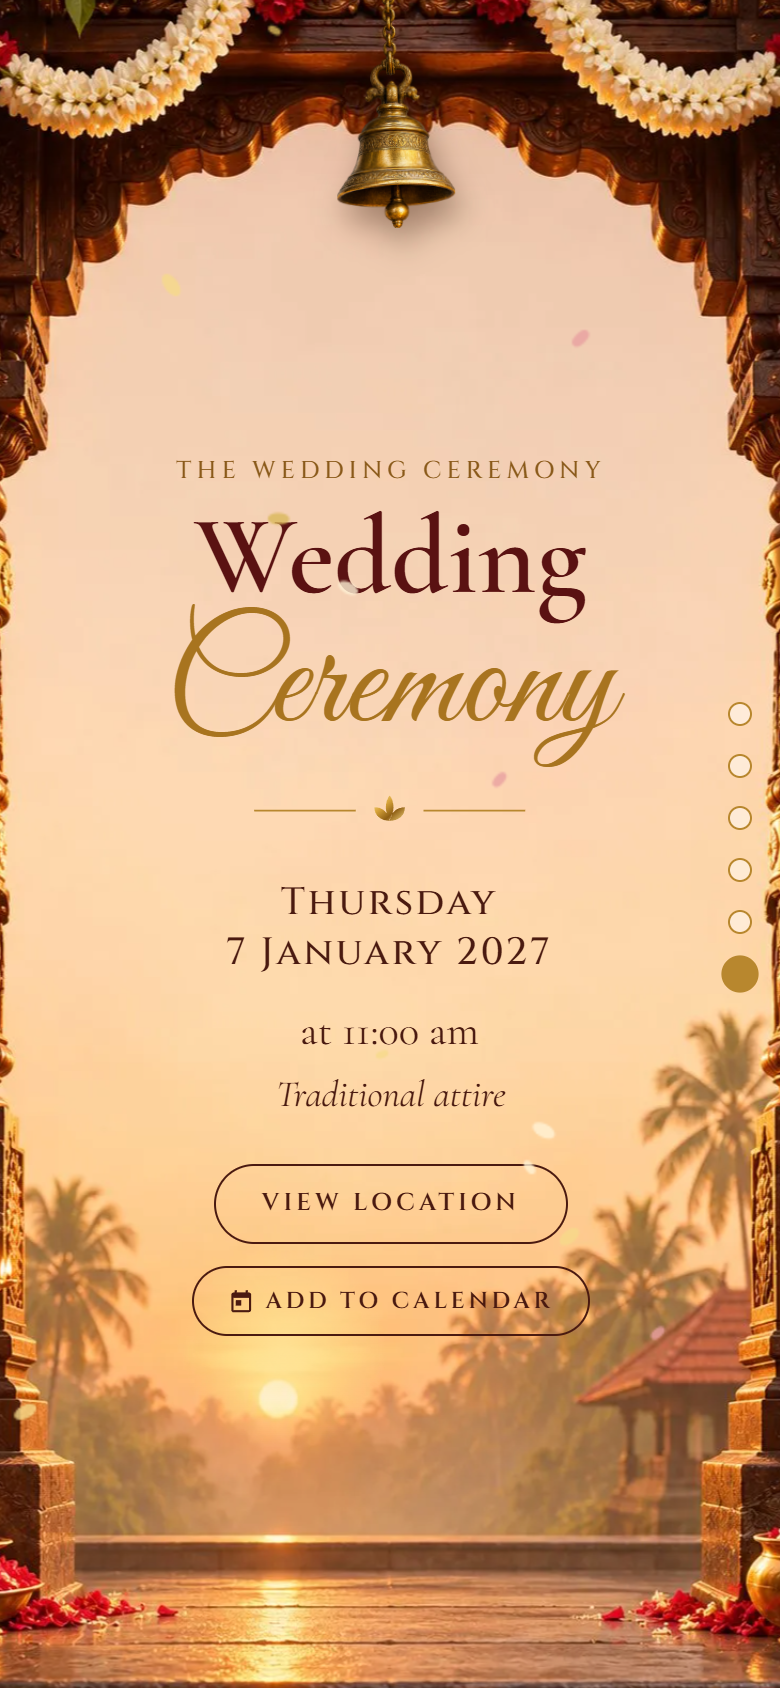 THE WEDDING CEREMONY
Wedding
Ceremony
THURSDAY
7 JANUARY 2027
at 11:00 am
Traditional attire
VIEW LOCATION
ADD TO CALENDAR